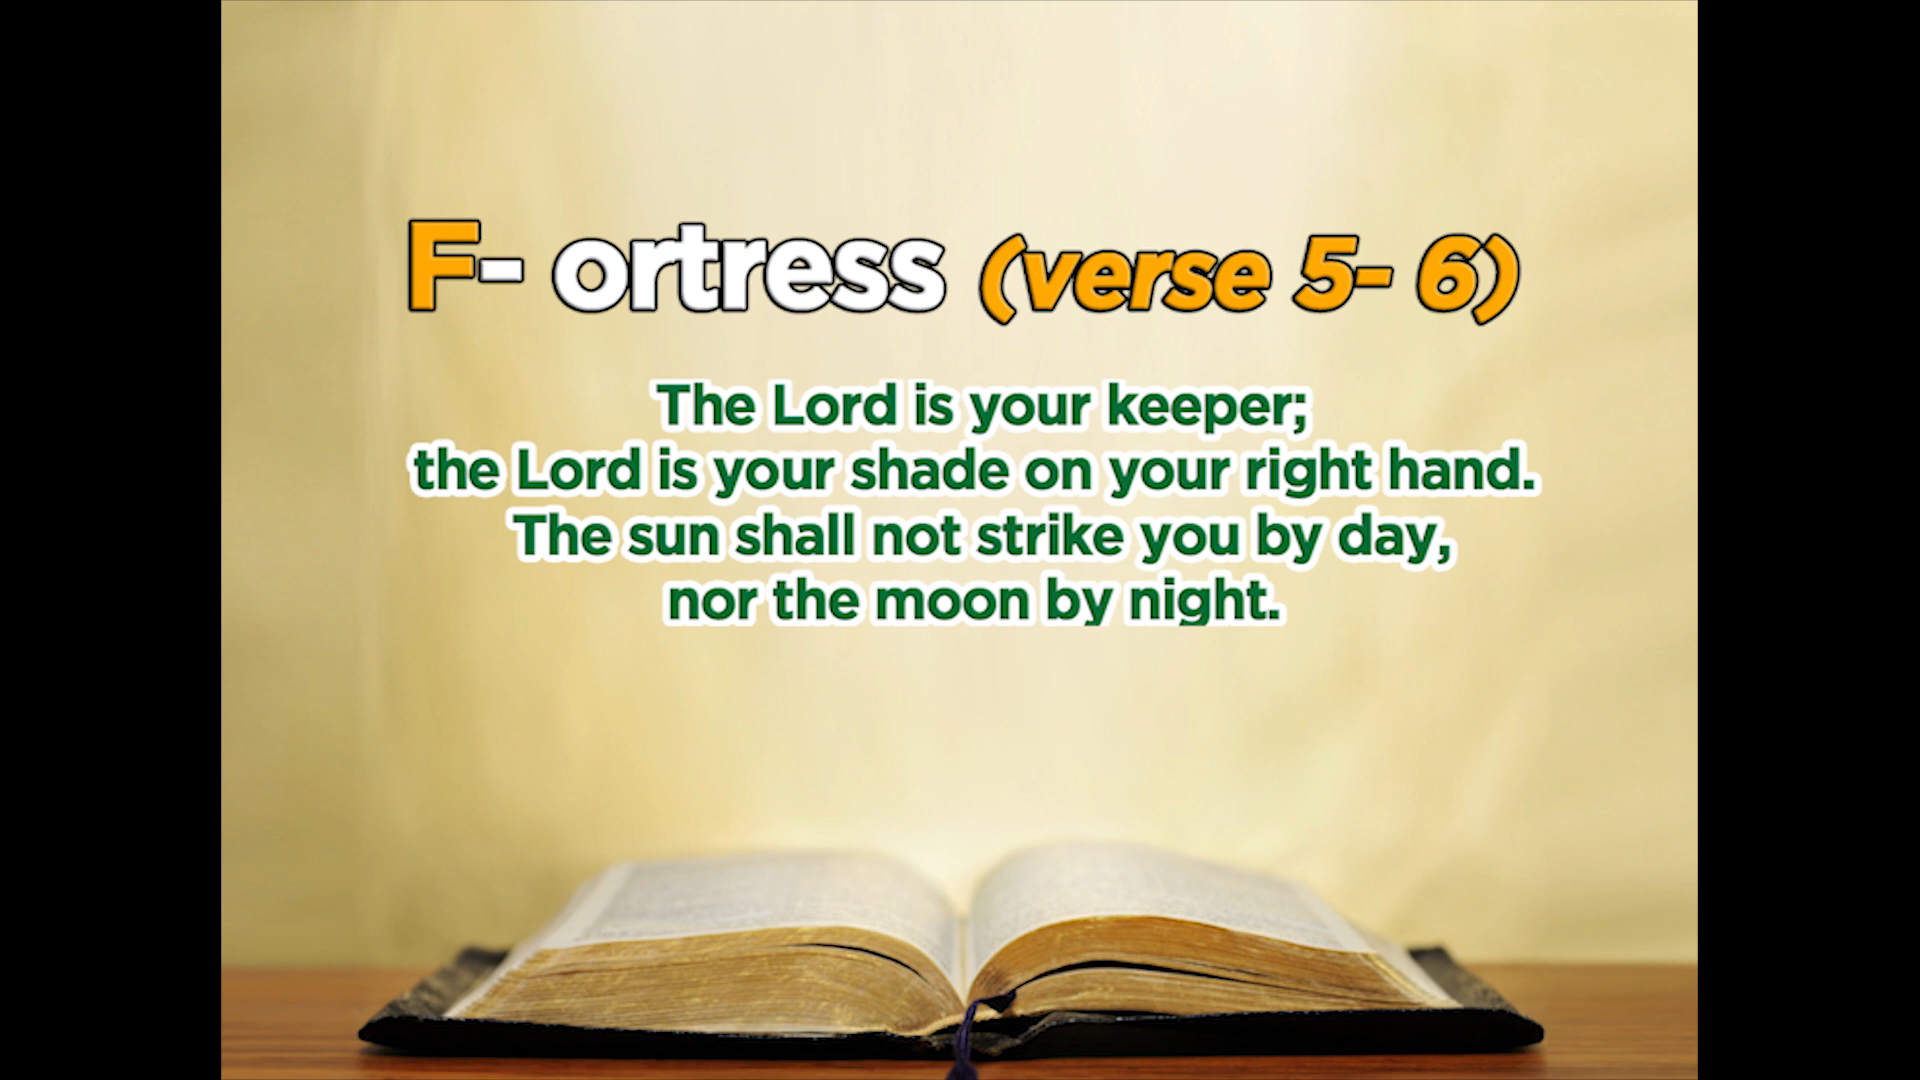 F- ortress (verse 5- 6)
The Lord is your keeper;
the Lord is your shade on your right hand.
The sun shall not strike you by day,
nor the moon by night.